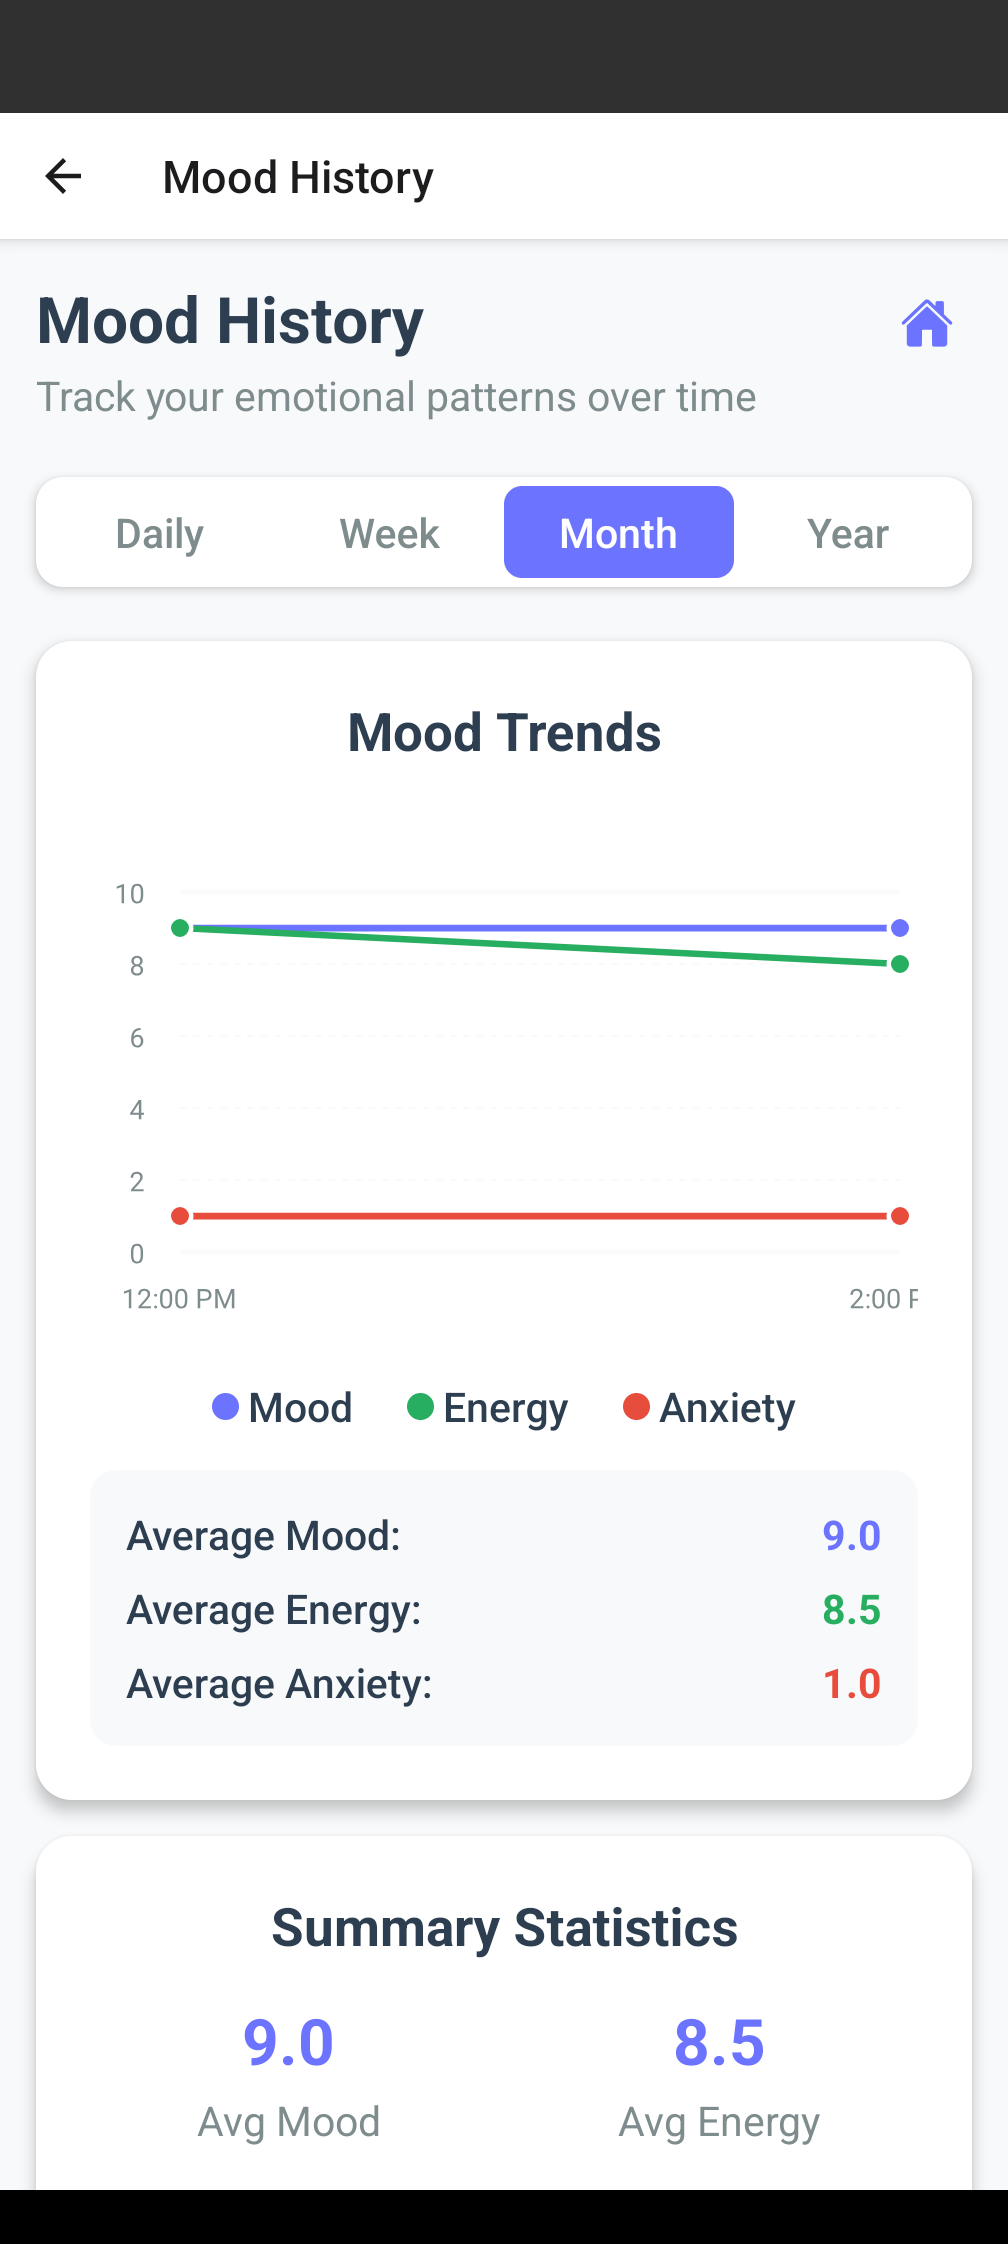 Mood History
Mood History
Track your emotional patterns over time
Daily Week Month Year
Mood Trends
10
8
6
4
2
0
12:00 PM 2:00 P
Mood Energy Anxiety
Average Mood: 9.0
Average Energy: 8.5
Average Anxiety: 1.0
Summary Statistics
9.0 8.5
Avg Mood Avg Energy